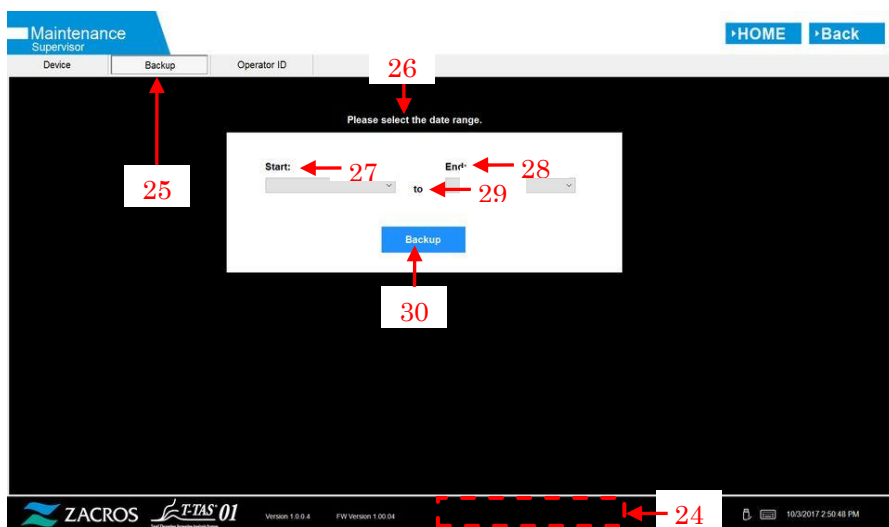 Maintenance
Supervisor
HOME
Back
Device
Backup
Operator ID
26
Please select the date range.
Start:
27
End:
28
25
to
29
Backup
30
ZACROS
T-TAS 01
Version 1.0.0.4
FW Version 1.00.04
24
10/3/2017 2:50:48 PM